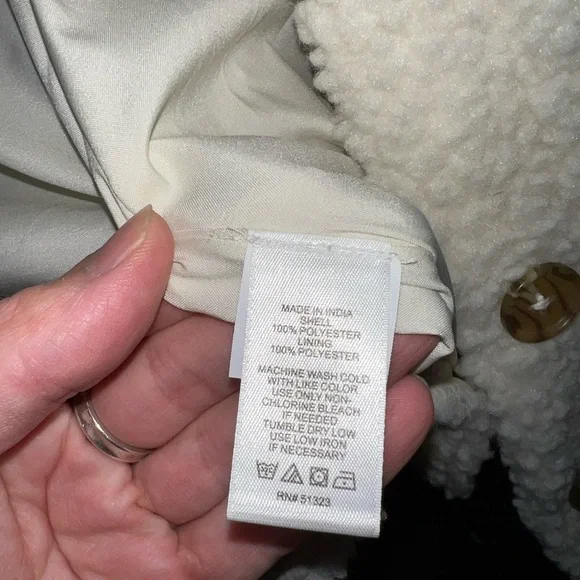 MADE IN INDIA
SHELL
100% POLYESTER
LINING
100% POLYESTER
MACHINE WASH COLD
WITH LIKE COLOR
USE ONLY NON-
CHLORINE BLEACH
IF NEEDED
TUMBLE DRY LOW
USE LOW IRON
IF NECESSARY
RN# 51323